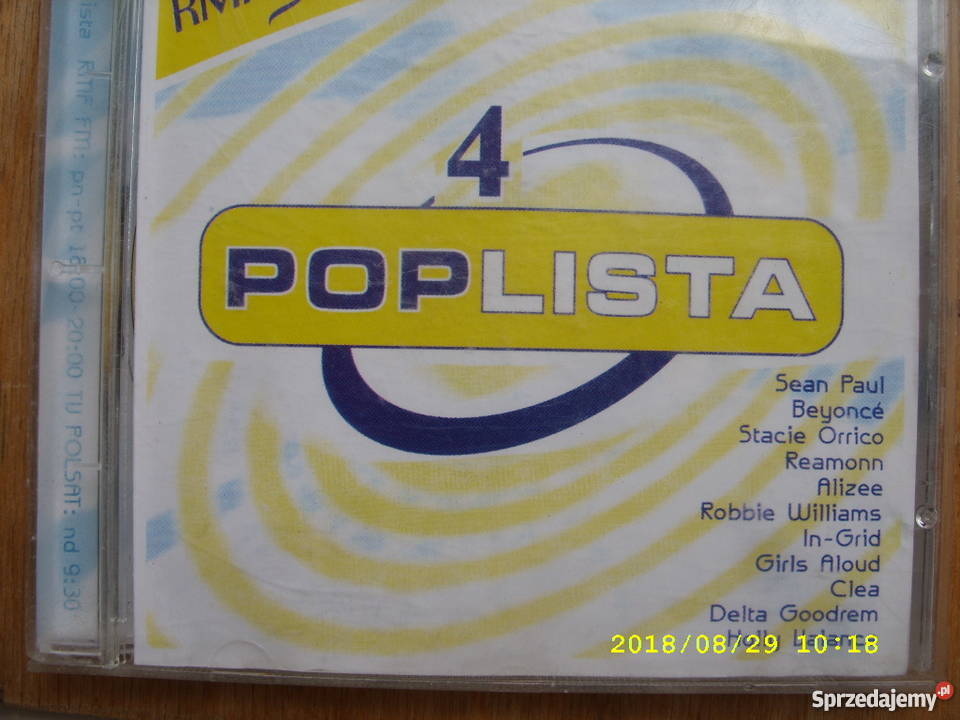 4
POPLISTA
Sean Paul
Beyoncé
Stacie Orrico
Reamonn
Alizee
Robbie Williams
In-Grid
Girls Aloud
Clea
Delta Goodrem
Holly
2018/08/29 10:18
ista RMF FM: pn-pt 18:00-20:00 TV POLSAT: nd 9:30
Sprzedajemy.pl